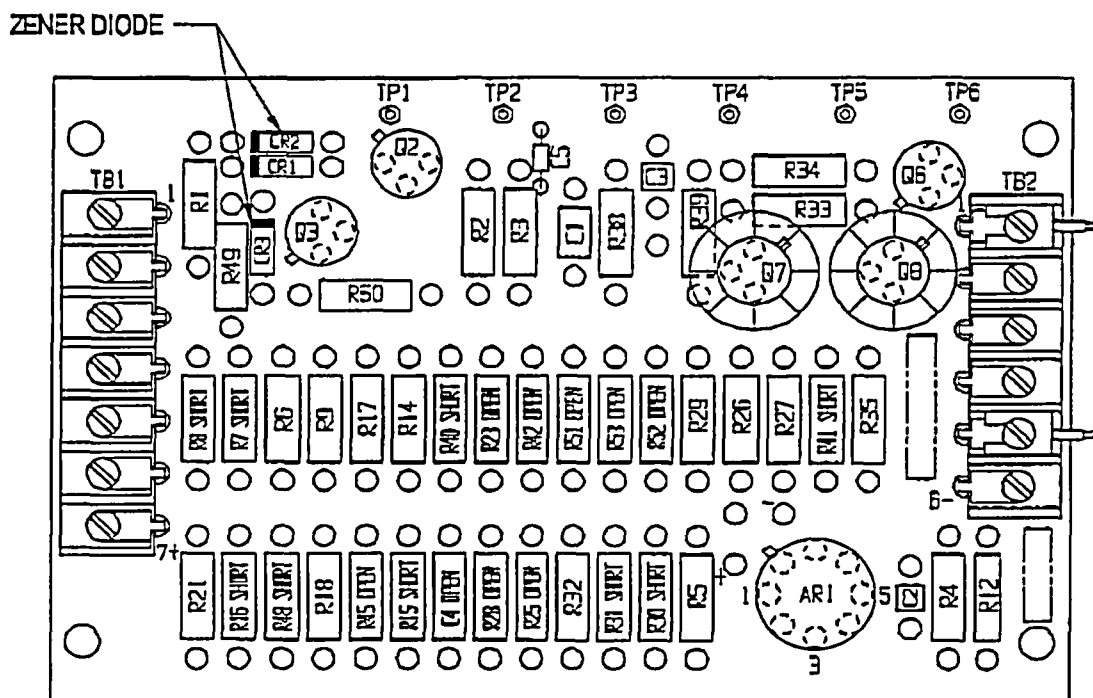 ZENER DIODE
TP1 TP2 TP3 TP4 TP5 TP6
CR2
CR1
Q2
C3
R34
Q6
TB1
1
R1
R2
R3
C1
R38
R39
R33
TB2
1
Q3
CR3
R49
R50
Q7
Q8
R8 SHORT
R7 SHORT
R6
R9
R17
R14
R40 SHORT
R23 OPEN
R42 OPEN
R51 OPEN
R53 OPEN
R52 OPEN
R29
R26
R27
R41 SHORT
R35
6-
-
7+
R21
R16 SHORT
R48 SHORT
R18
R45 OPEN
R15 SHORT
C4 OPEN
R28 OPEN
R25 OPEN
R32
R31 SHORT
R30 SHORT
R5
+
1
AR1
5
C2
R4
R12
3